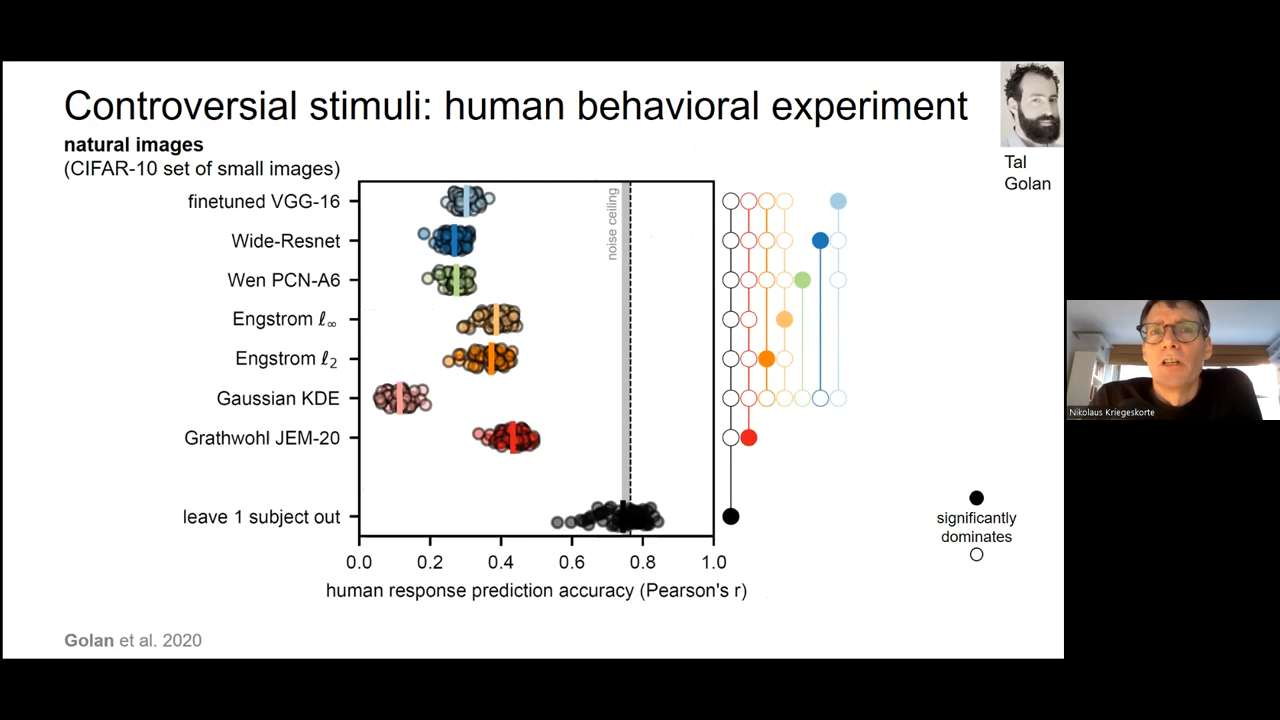 Controversial stimuli: human behavioral experiment
natural images
(CIFAR-10 set of small images)
Tal
Golan
finetuned VGG-16
Wide-Resnet
Wen PCN-A6
Engstrom ℓ∞
Engstrom ℓ2
Gaussian KDE
Grathwohl JEM-20
leave 1 subject out
noise ceiling
0.0 0.2 0.4 0.6 0.8 1.0
human response prediction accuracy (Pearson's r)
significantly
dominates
Golan et al. 2020
Nikolaus Kriegeskorte